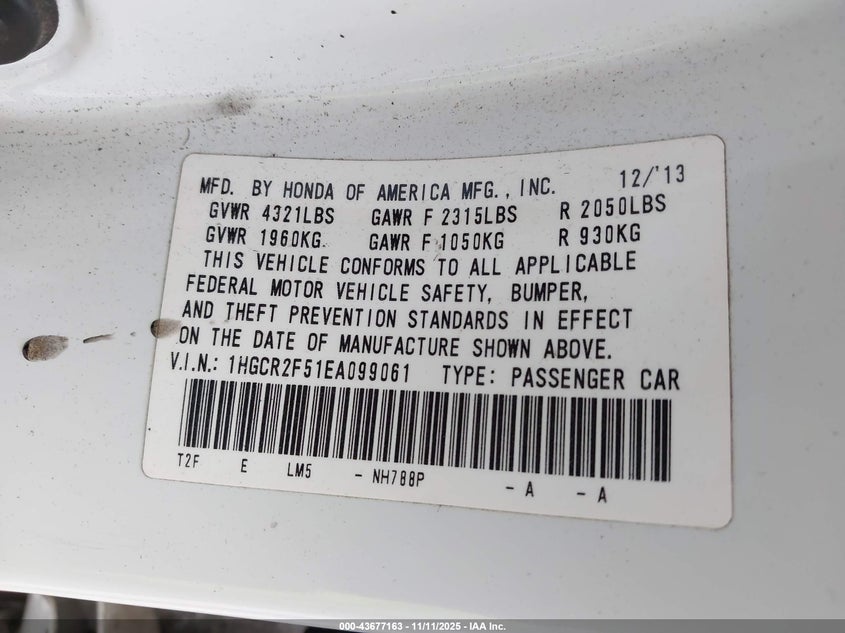 MFD. BY HONDA OF AMERICA MFG., INC. 12/'13
GVWR 4321LBS GAWR F 2315LBS R 2050LBS
GVWR 1960KG. GAWR F 1050KG R 930KG
THIS VEHICLE CONFORMS TO ALL APPLICABLE
FEDERAL MOTOR VEHICLE SAFETY, BUMPER,
AND THEFT PREVENTION STANDARDS IN EFFECT
ON THE DATE OF MANUFACTURE SHOWN ABOVE.
V.I.N.: 1HGCR2F51EA099061 TYPE: PASSENGER CAR
T2F E LM5 - NH788P - A - A
000-43677163 - 11/11/2025 - IAA Inc.